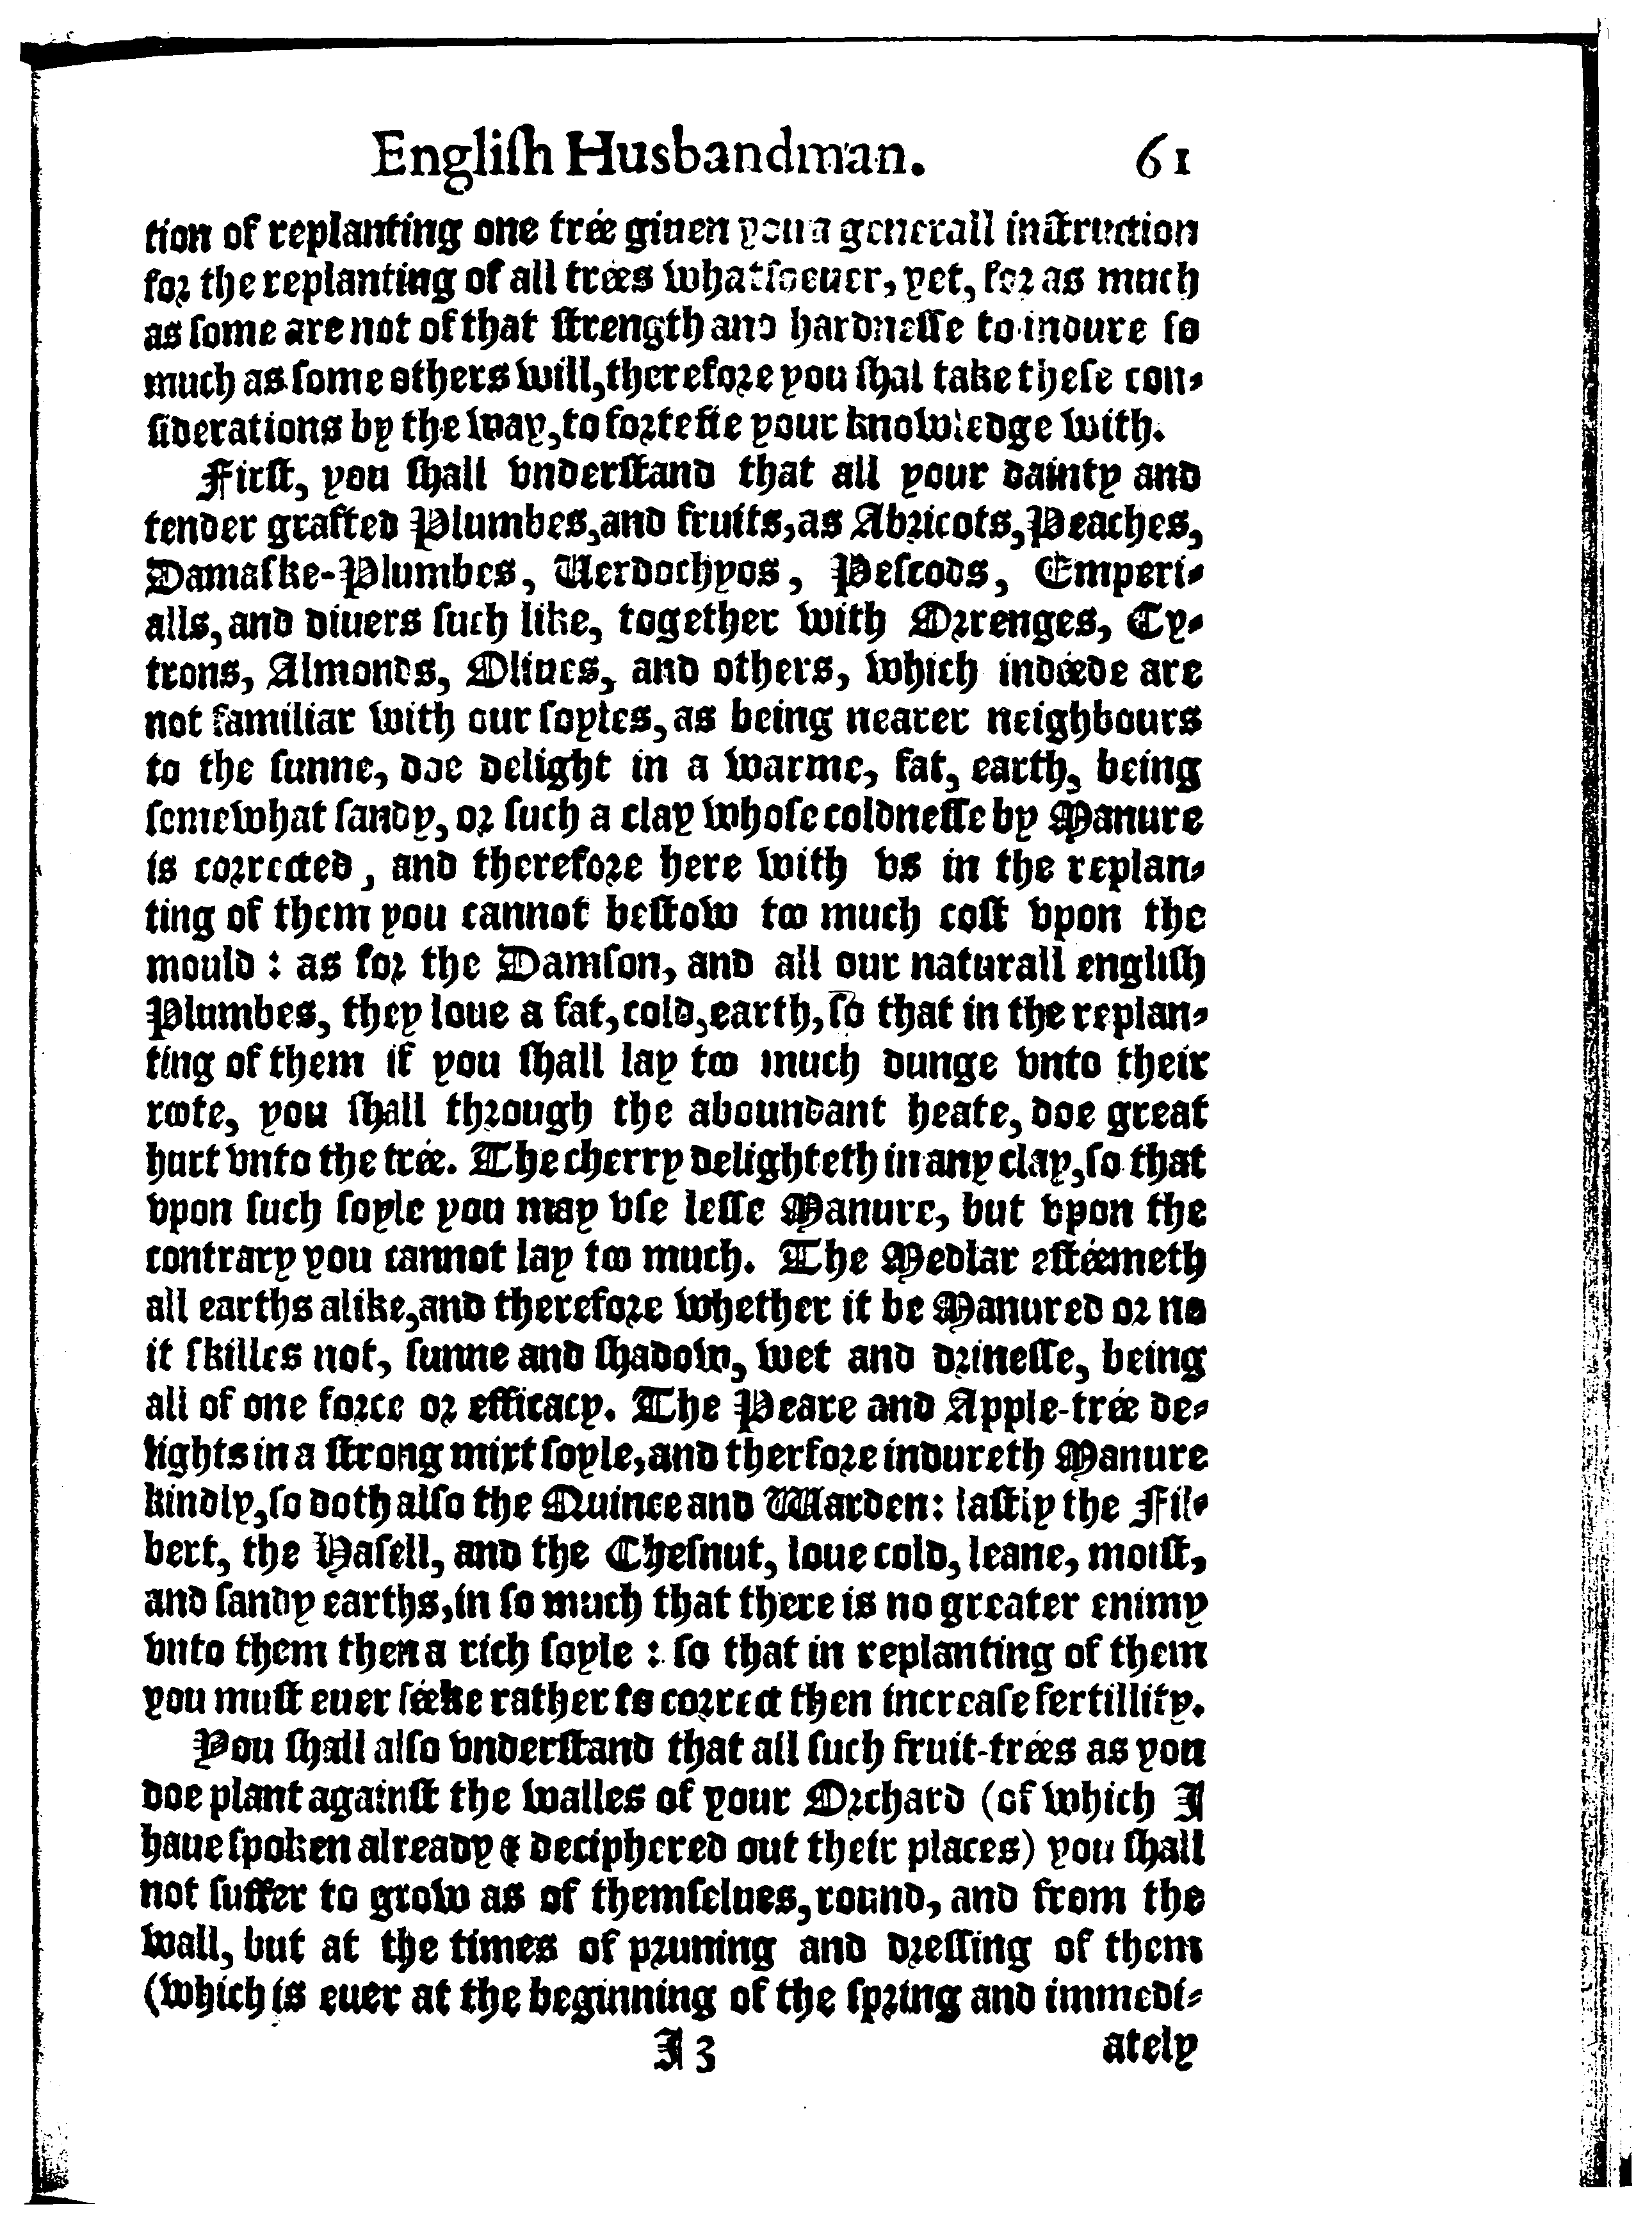 Engliſh Husbandman. 61
tion of replanting one trée giuen you a generall inſtruction
for the replanting of all trées whatſoeuer, yet, for as much
as ſome are not of that ſtrength and hardneſſe to indure ſo
much as ſome others will, therefore you ſhal take theſe con-
ſiderations by the way, to fortefie your knowledge with.
Firſt, you ſhall vnderſtand that all your dainty and
tender grafted Plumbes, and fruits, as Abricots, Peaches,
Damaſke-Plumbes, Verdochyos, Peſcods, Emperi-
alls, and diuers ſuch like, together with Orrenges, Cy-
trons, Almonds, Oliues, and others, which indéede are
not familiar with our ſoyles, as being nearer neighbours
to the ſunne, doe delight in a warme, fat, earth, being
ſomewhat ſandy, or ſuch a clay whoſe coldneſſe by Manure
is corrected, and therefore here with vs in the replan-
ting of them you cannot beſtow too much coſt vpon the
mould : as for the Damſon, and all our naturall engliſh
Plumbes, they loue a fat, cold, earth, ſo that in the replan-
ting of them if you ſhall lay too much dunge vnto their
roote, you ſhall through the aboundant heate, doe great
hurt vnto the trée. The cherry delighteth in any clay, ſo that
vpon ſuch ſoyle you may vſe leſſe Manure, but vpon the
contrary you cannot lay too much. The Medlar eſtéemeth
all earths alike, and therefore whether it be Manured or no
it ſkilles not, ſunne and ſhadow, wet and drineſſe, being
all of one force or efficacy. The Peare and Apple-trée de-
lights in a ſtrong mixt ſoyle, and therfore indureth Manure
kindly, ſo doth alſo the Quince and Warden: laſtly the Fil-
bert, the Haſell, and the Cheſnut, loue cold, leane, moiſt,
and ſandy earths, in ſo much that there is no greater enimy
vnto them then a rich ſoyle : ſo that in replanting of them
you muſt euer ſéeke rather to correct then increaſe fertillity.
You ſhall alſo vnderſtand that all ſuch fruit-trées as you
doe plant againſt the walles of your Orchard (of which I
haue ſpoken already & deciphered out their places) you ſhall
not ſuffer to grow as of themſelues, round, and from the
wall, but at the times of pruning and dreſſing of them
(which is euer at the beginning of the ſpring and immedi-
I 3 ately